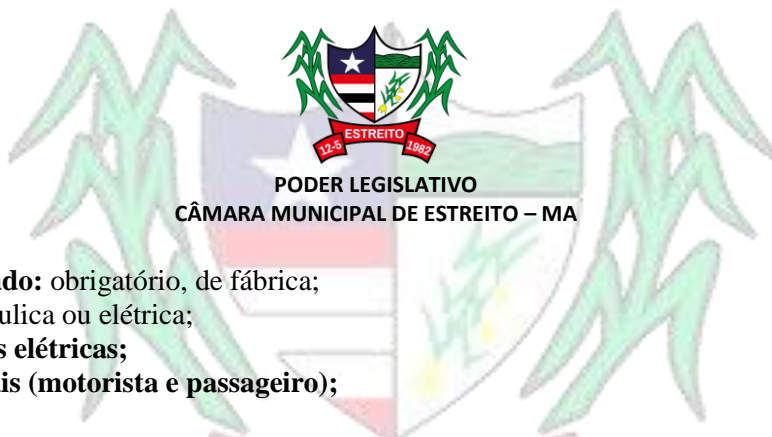 ESTREITO
12-5 1982
PODER LEGISLATIVO
CÂMARA MUNICIPAL DE ESTREITO – MA
ado: obrigatório, de fábrica;
ulica ou elétrica;
s elétricas;
is (motorista e passageiro);